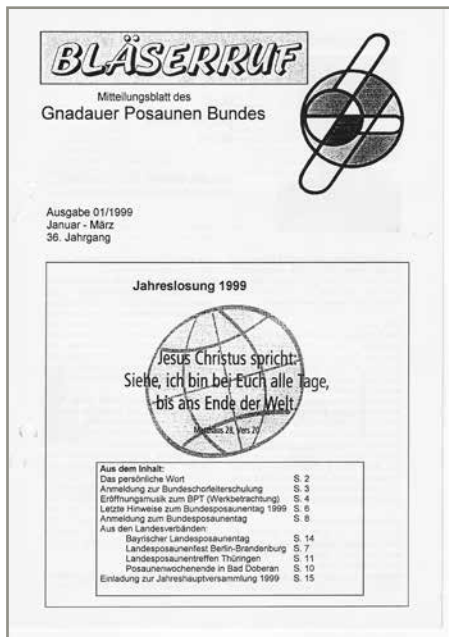 BLÄSERRUF
Mitteilungsblatt des
Gnadauer Posaunen Bundes
Ausgabe 01/1999
Januar - März
36. Jahrgang
Jahreslosung 1999
Jesus Christus spricht:
Siehe, ich bin bei Euch alle Tage,
bis ans Ende der Welt.
Matthäus 28, Vers 20
Aus dem Inhalt:
Das persönliche Wort S. 2
Anmeldung zur Bundeschorleiterschulung S. 3
Eröffnungsmusik zum BPT (Werkbetrachtung) S. 4
Letzte Hinweise zum Bundesposaunentag 1999 S. 6
Anmeldung zum Bundesposaunentag S. 8
Aus den Landesverbänden:
Bayrischer Landesposaunentag S. 14
Landesposaunenfest Berlin-Brandenburg S. 7
Landesposaunentreffen Thüringen S. 11
Posaunenwochenende in Bad Doberan S. 10
Einladung zur Jahreshauptversammlung 1999 S. 15